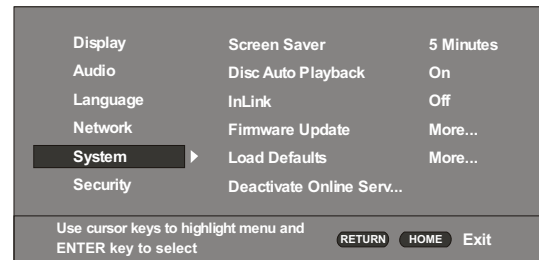 Display Screen Saver 5 Minutes
Audio Disc Auto Playback On
Language InLink Off
Network Firmware Update More...
System Load Defaults More...
Security Deactivate Online Serv...
Use cursor keys to highlight menu and
ENTER key to select
RETURN HOME Exit